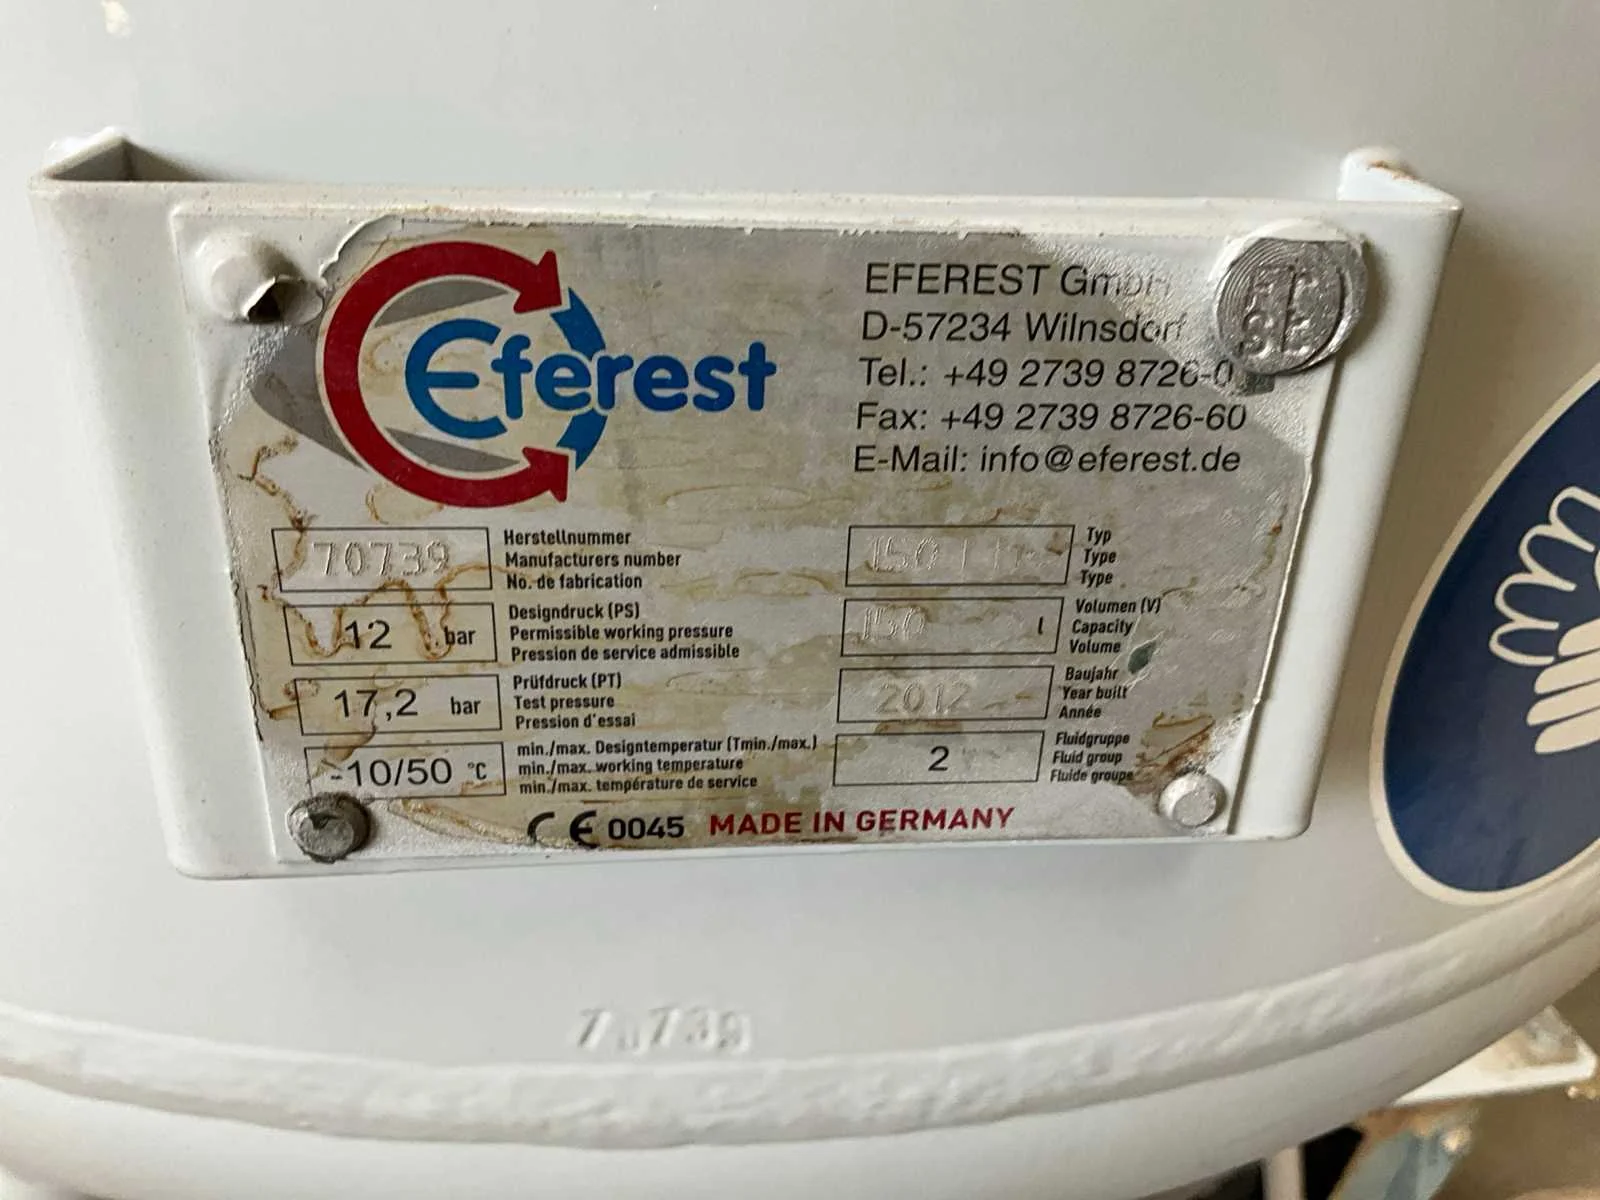 Eferest
EFEREST GmbH
D-57234 Wilnsdorf
Tel.: +49 2739 8726-0
Fax: +49 2739 8726-60
E-Mail: info@eferest.de
70739
Herstellnummer
Manufacturers number
No. de fabrication
150
Typ
Type
Type
12 bar
Designdruck (PS)
Permissible working pressure
Pression de service admissible
150 l
Volumen (V)
Capacity
Volume
17,2 bar
Prüfdruck (PT)
Test pressure
Pression d'essai
2012
Baujahr
Year built
Année
-10/50 °C
min./max. Designtemperatur (Tmin./max.)
min./max. working temperature
min./max. température de service
2
Fluidgruppe
Fluid group
Fluide groupe
CE 0045 MADE IN GERMANY
70739